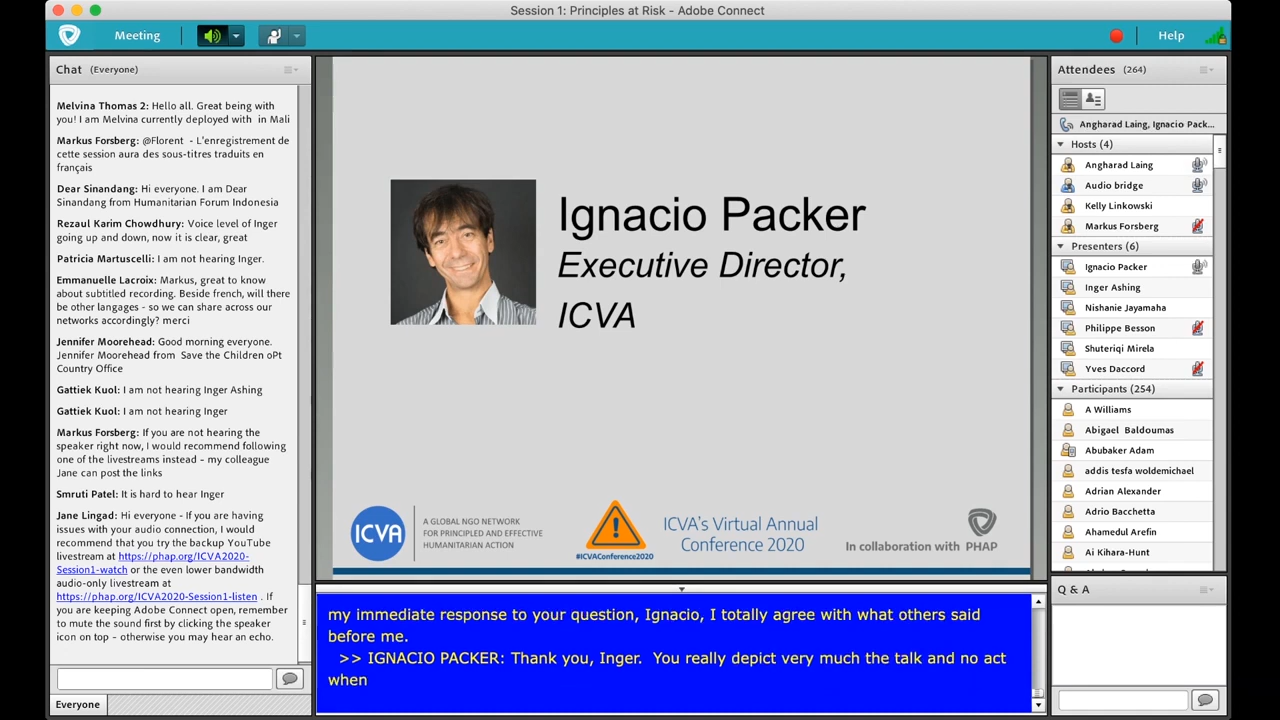 Session 1: Principles at Risk - Adobe Connect
Meeting
Help
Chat (Everyone)
Melvina Thomas 2: Hello all. Great being with
you! I am Melvina currently deployed with in Mali
Markus Forsberg: @Florent - L'enregistrement de
cette session aura des sous-titres traduits en
français
Dear Sinandang: Hi everyone. I am Dear
Sinandang from Humanitarian Forum Indonesia
Rezaul Karim Chowdhury: Voice level of Inger
going up and down, now it is clear, great
Patricia Martuscelli: I am not hearing Inger.
Emmanuelle Lacroix: Markus, great to know
about subtitled recording. Beside french, will there
be other langages - so we can share across our
networks accordingly? merci
Jennifer Moorehead: Good morning everyone.
Jennifer Moorehead from Save the Children oPt
Country Office
Gattiek Kuol: I am not hearing Inger Ashing
Gattiek Kuol: I am not hearing Inger
Markus Forsberg: If you are not hearing the
speaker right now, I would recommend following
one of the livestreams instead - my colleague
Jane can post the links
Smruti Patel: It is hard to hear Inger
Jane Lingad: Hi everyone - If you are having
issues with your audio connection, I would
recommend that you try the backup YouTube
livestream at https://phap.org/ICVA2020-
Session1-watch or the even lower bandwidth
audio-only livestream at
https://phap.org/ICVA2020-Session1-listen . If
you are keeping Adobe Connect open, remember
to mute the sound first by clicking the speaker
icon on top - otherwise you may hear an echo.
Everyone
Ignacio Packer
Executive Director,
ICVA
ICVA
A GLOBAL NGO NETWORK
FOR PRINCIPLED AND EFFECTIVE
HUMANITARIAN ACTION
#ICVAConference2020
ICVA's Virtual Annual
Conference 2020
In collaboration with PHAP
my immediate response to your question, Ignacio, I totally agree with what others said
before me.
>> IGNACIO PACKER: Thank you, Inger. You really depict very much the talk and no act
when
Attendees (264)
Angharad Laing, Ignacio Pack...
Hosts (4)
Angharad Laing
Audio bridge
Kelly Linkowski
Markus Forsberg
Presenters (6)
Ignacio Packer
Inger Ashing
Nishanie Jayamaha
Philippe Besson
Shuteriqi Mirela
Yves Daccord
Participants (254)
A Williams
Abigael Baldoumas
Abubaker Adam
addis tesfa woldemichael
Adrian Alexander
Adrio Bacchetta
Ahamedul Arefin
Ai Kihara-Hunt
Q & A